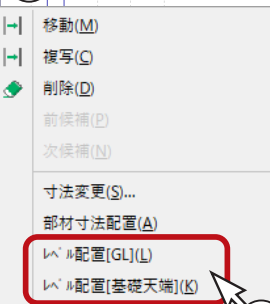 移動(M)
複写(C)
削除(D)
前候補(P)
次候補(N)
寸法変更(S)...
部材寸法配置(A)
ﾚﾍﾞﾙ配置[GL](L)
ﾚﾍﾞﾙ配置[基礎天端](K)